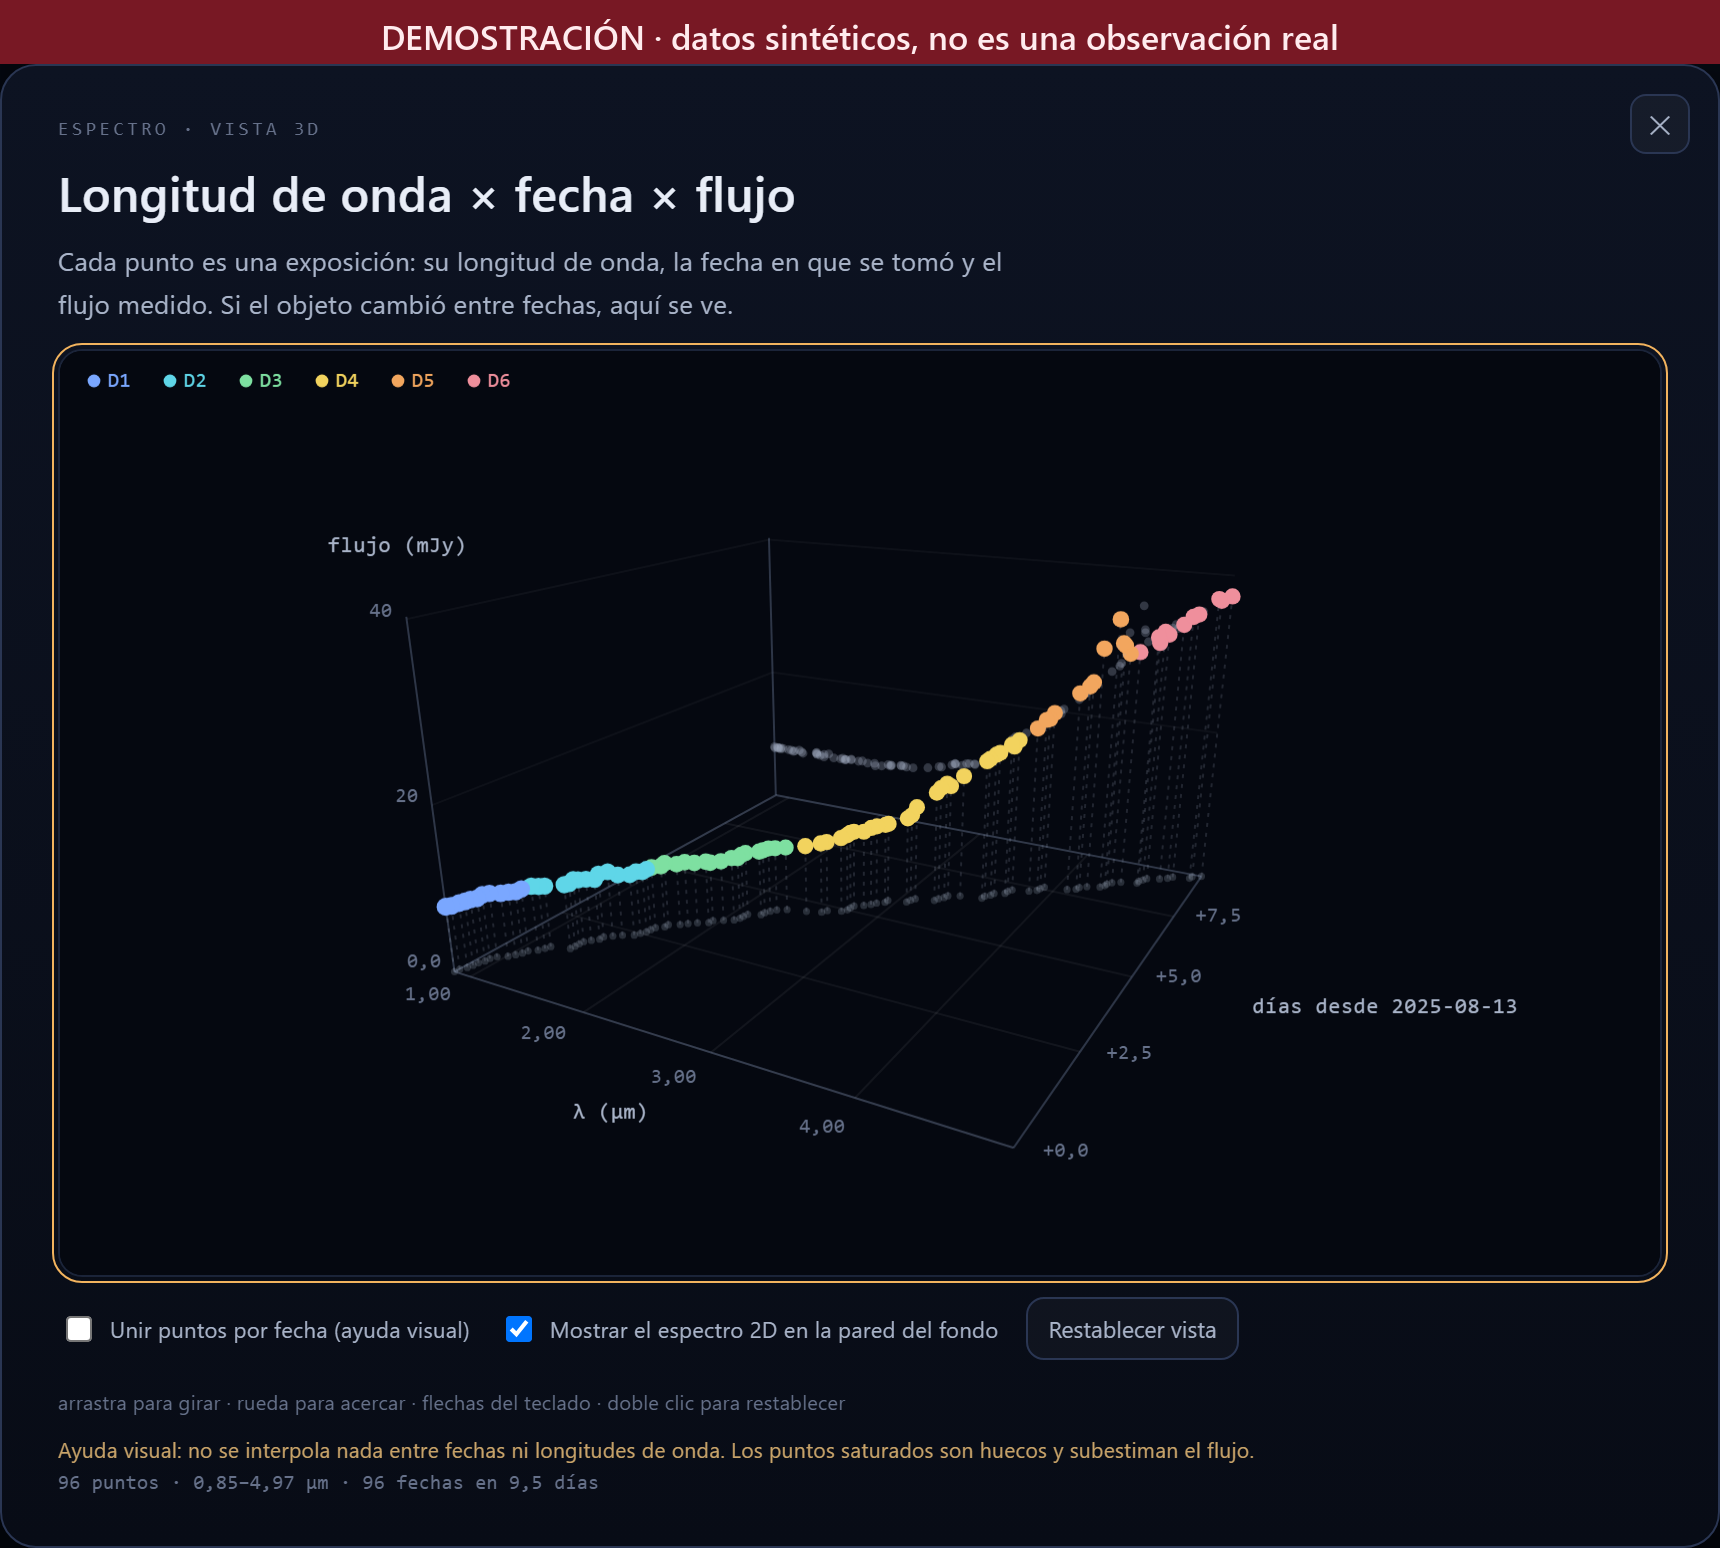 DEMOSTRACIÓN · datos sintéticos, no es una observación real
ESPECTRO · VISTA 3D
Longitud de onda × fecha × flujo
Cada punto es una exposición: su longitud de onda, la fecha en que se tomó y el
flujo medido. Si el objeto cambió entre fechas, aquí se ve.
D1 D2 D3 D4 D5 D6
flujo (mJy)
40
20
0,0
1,00
2,00
3,00
4,00
λ (µm)
+7,5
+5,0
+2,5
+0,0
días desde 2025-08-13
Unir puntos por fecha (ayuda visual)
Mostrar el espectro 2D en la pared del fondo
Restablecer vista
arrastra para girar · rueda para acercar · flechas del teclado · doble clic para restablecer
Ayuda visual: no se interpola nada entre fechas ni longitudes de onda. Los puntos saturados son huecos y subestiman el flujo.
96 puntos · 0,85–4,97 µm · 96 fechas en 9,5 días